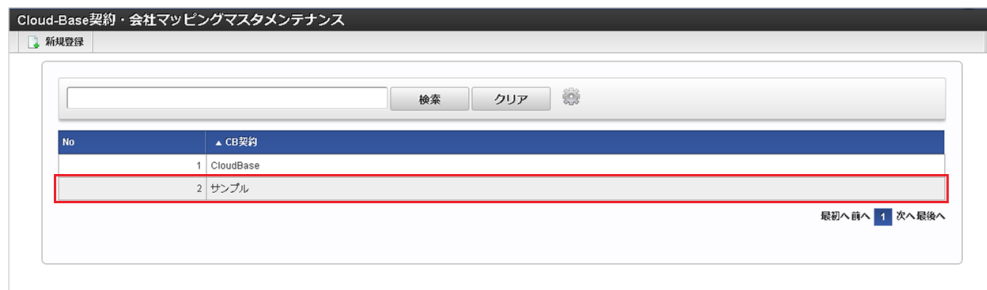 Cloud-Base契約・会社マッピングマスタメンテナンス
新規登録
検索 クリア
No ▲ CB契約
1 CloudBase
2 サンプル
最初へ 前へ 1 次へ 最後へ